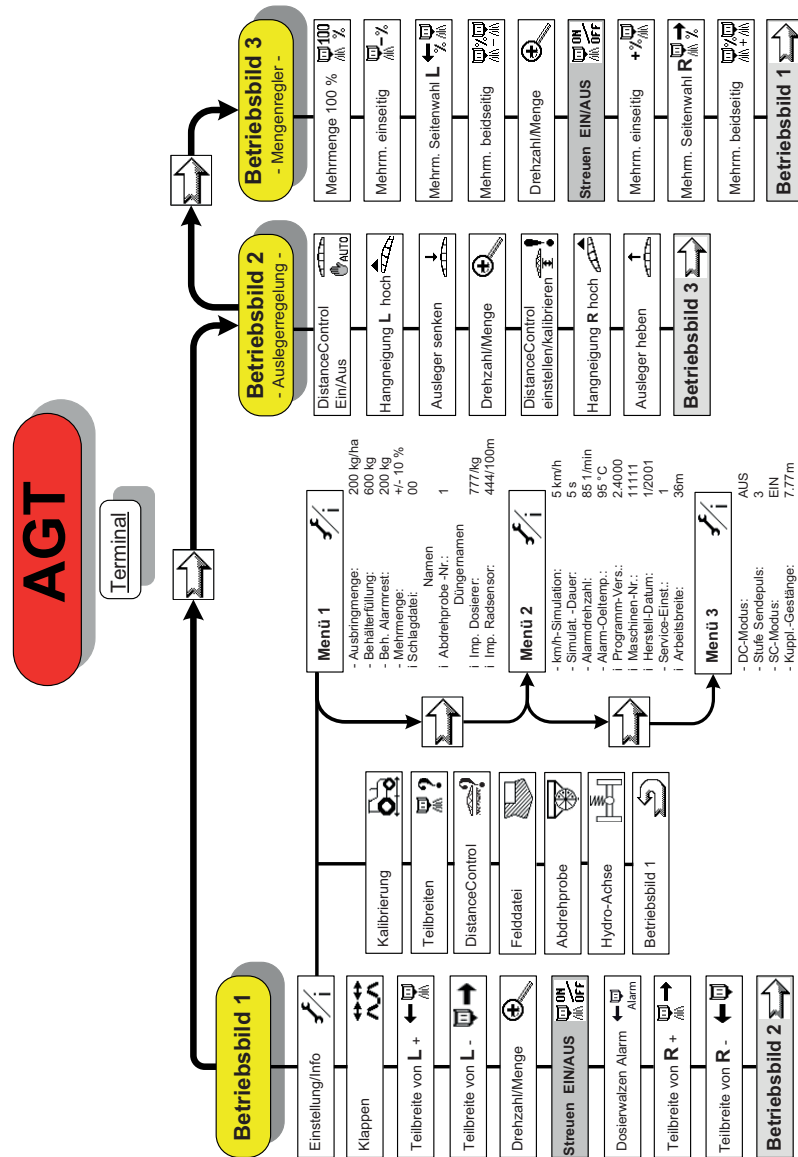 AGT
Terminal
Betriebsbild 1
Einstellung/Info
i
Klappen
Teilbreite von L +
Teilbreite von L -
Drehzahl/Menge
Streuen EIN/AUS
ON
OFF
Dosierwalzen Alarm
Alarm
Teilbreite von R +
Teilbreite von R -
Betriebsbild 2
Kalibrierung
Teilbreiten
?
DistanceControl
?
Felddatei
Abdrehprobe
Hydro-Achse
Betriebsbild 1
Menü 1
i
- Ausbringmenge: 200 kg/ha
- Behälterfüllung: 600 kg
- Beh. Alarmrest: 200 kg
- Mehrmenge: +/- 10 %
i Schlagdatei: 00
Namen
i Abdrehprobe -Nr.: 1
Düngernamen
i Imp. Dosierer: 777/kg
i Imp. Radsensor: 444/100m
Menü 2
i
- km/h-Simulation: 5 km/h
- Simulat. -Dauer: 5 s
- Alarmdrehzahl: 85 1/min
- Alarm-Oeltemp.: 95 °C
i Programm-Vers.: 2.4000
i Maschinen-Nr.: 11111
i Herstell-Datum: 1/2001
- Service-Einst.: 1
i Arbeitsbreite: 36m
Menü 3
i
- DC-Modus: AUS
- Stufe Sendepuls: 3
- SC-Modus: EIN
- Kuppl.-Gestänge: 7.77m
Betriebsbild 2
- Auslegerregelung -
DistanceControl
Ein/Aus
AUTO
Hangneigung L hoch
Ausleger senken
Drehzahl/Menge
DistanceControl
einstellen/kalibrieren
Hangneigung R hoch
Ausleger heben
Betriebsbild 3
Betriebsbild 3
- Mengenregler -
Mehrmenge 100 %
100
%
Mehrm. einseitig
-%
Mehrm. Seitenwahl L
%
Mehrm. beidseitig
%
-
Drehzahl/Menge
Streuen EIN/AUS
ON
OFF
Mehrm. einseitig
+%
Mehrm. Seitenwahl R
%
Mehrm. beidseitig
%
+
Betriebsbild 1